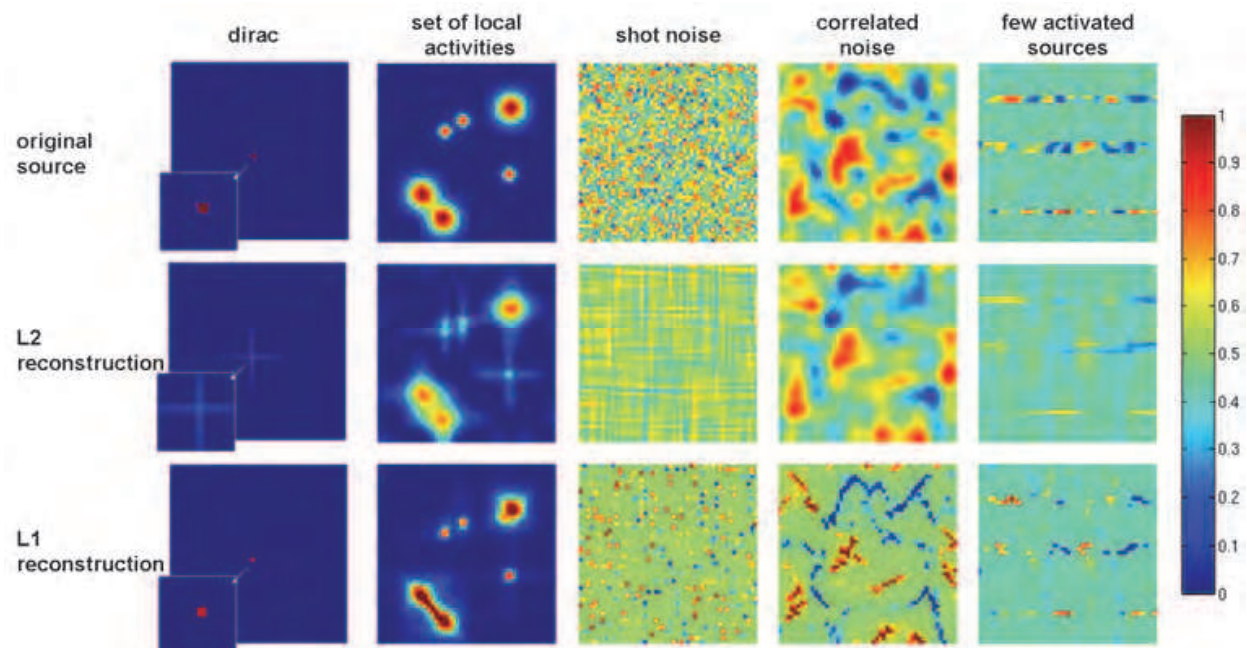 dirac
set of local
activities
shot noise
correlated
noise
few activated
sources
original
source
L2
reconstruction
L1
reconstruction
1
0.9
0.8
0.7
0.6
0.5
0.4
0.3
0.2
0.1
0